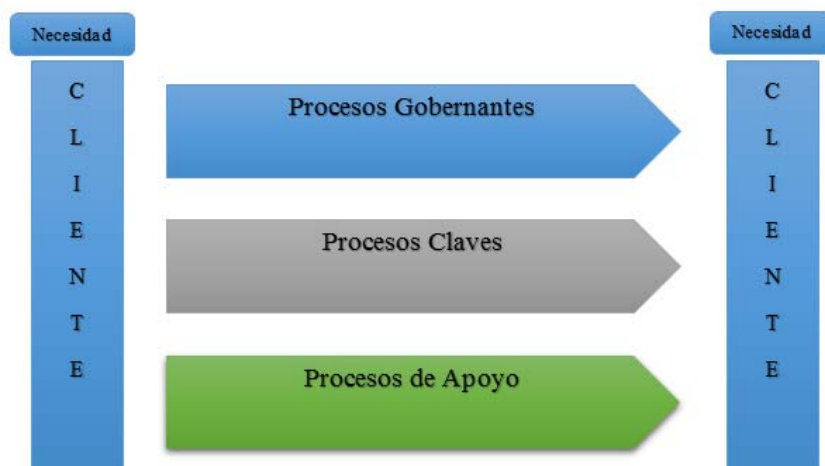 Necesidad
C
L
I
E
N
T
E
Procesos Gobernantes
Procesos Claves
Procesos de Apoyo
Necesidad
C
L
I
E
N
T
E